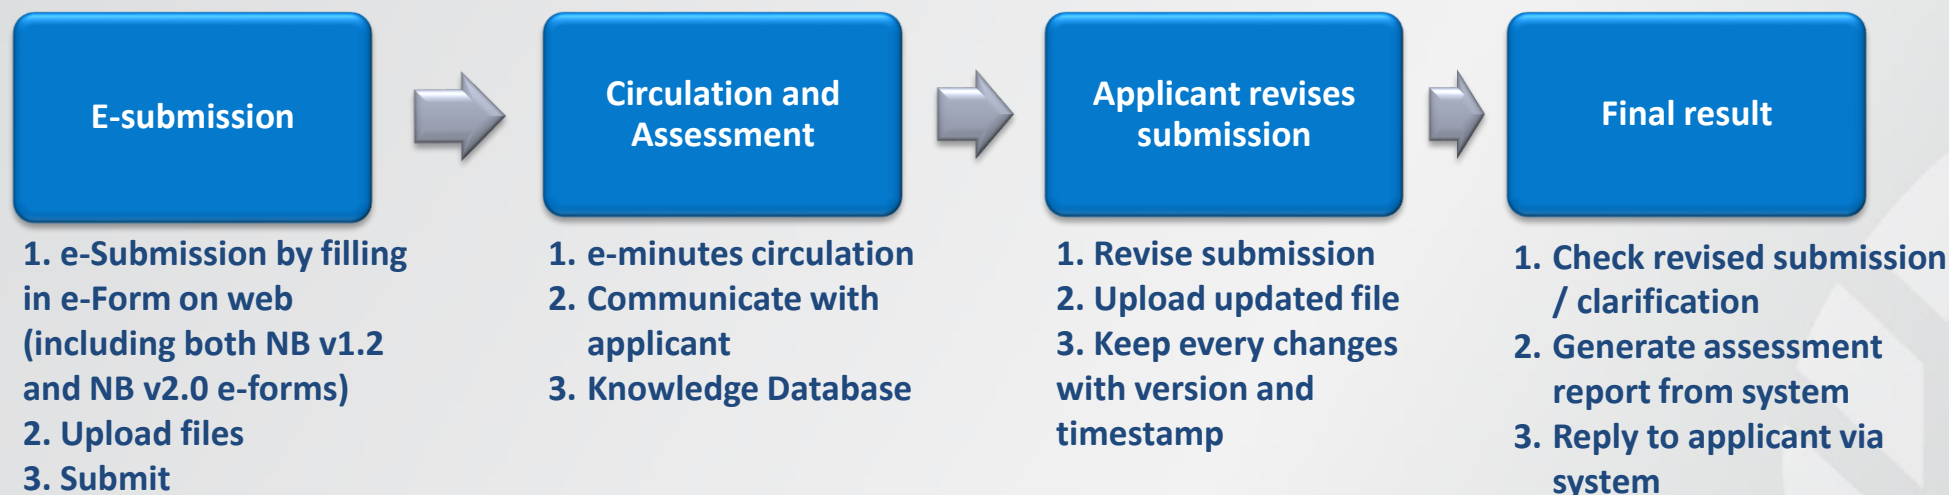 E-submission
1. e-Submission by filling
in e-Form on web
(including both NB v1.2
and NB v2.0 e-forms)
2. Upload files
3. Submit
Circulation and
Assessment
1. e-minutes circulation
2. Communicate with
applicant
3. Knowledge Database
Applicant revises
submission
1. Revise submission
2. Upload updated file
3. Keep every changes
with version and
timestamp
Final result
1. Check revised submission
/ clarification
2. Generate assessment
report from system
3. Reply to applicant via
system